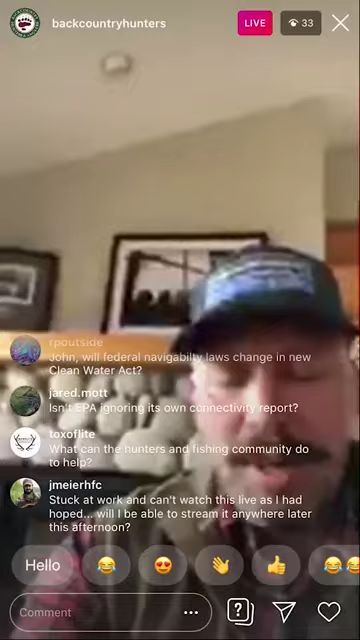 backcountryhunters
LIVE
33
rpoutside
John, will federal navigabilty laws change in new
Clean Water Act?
jared.mott
Isn't EPA ignoring its own connectivity report?
toxoflite
What can the hunters and fishing community do
to help?
jmeierhfc
Stuck at work and can't watch this live as I had
hoped... will I be able to stream it anywhere later
this afternoon?
Hello
Comment